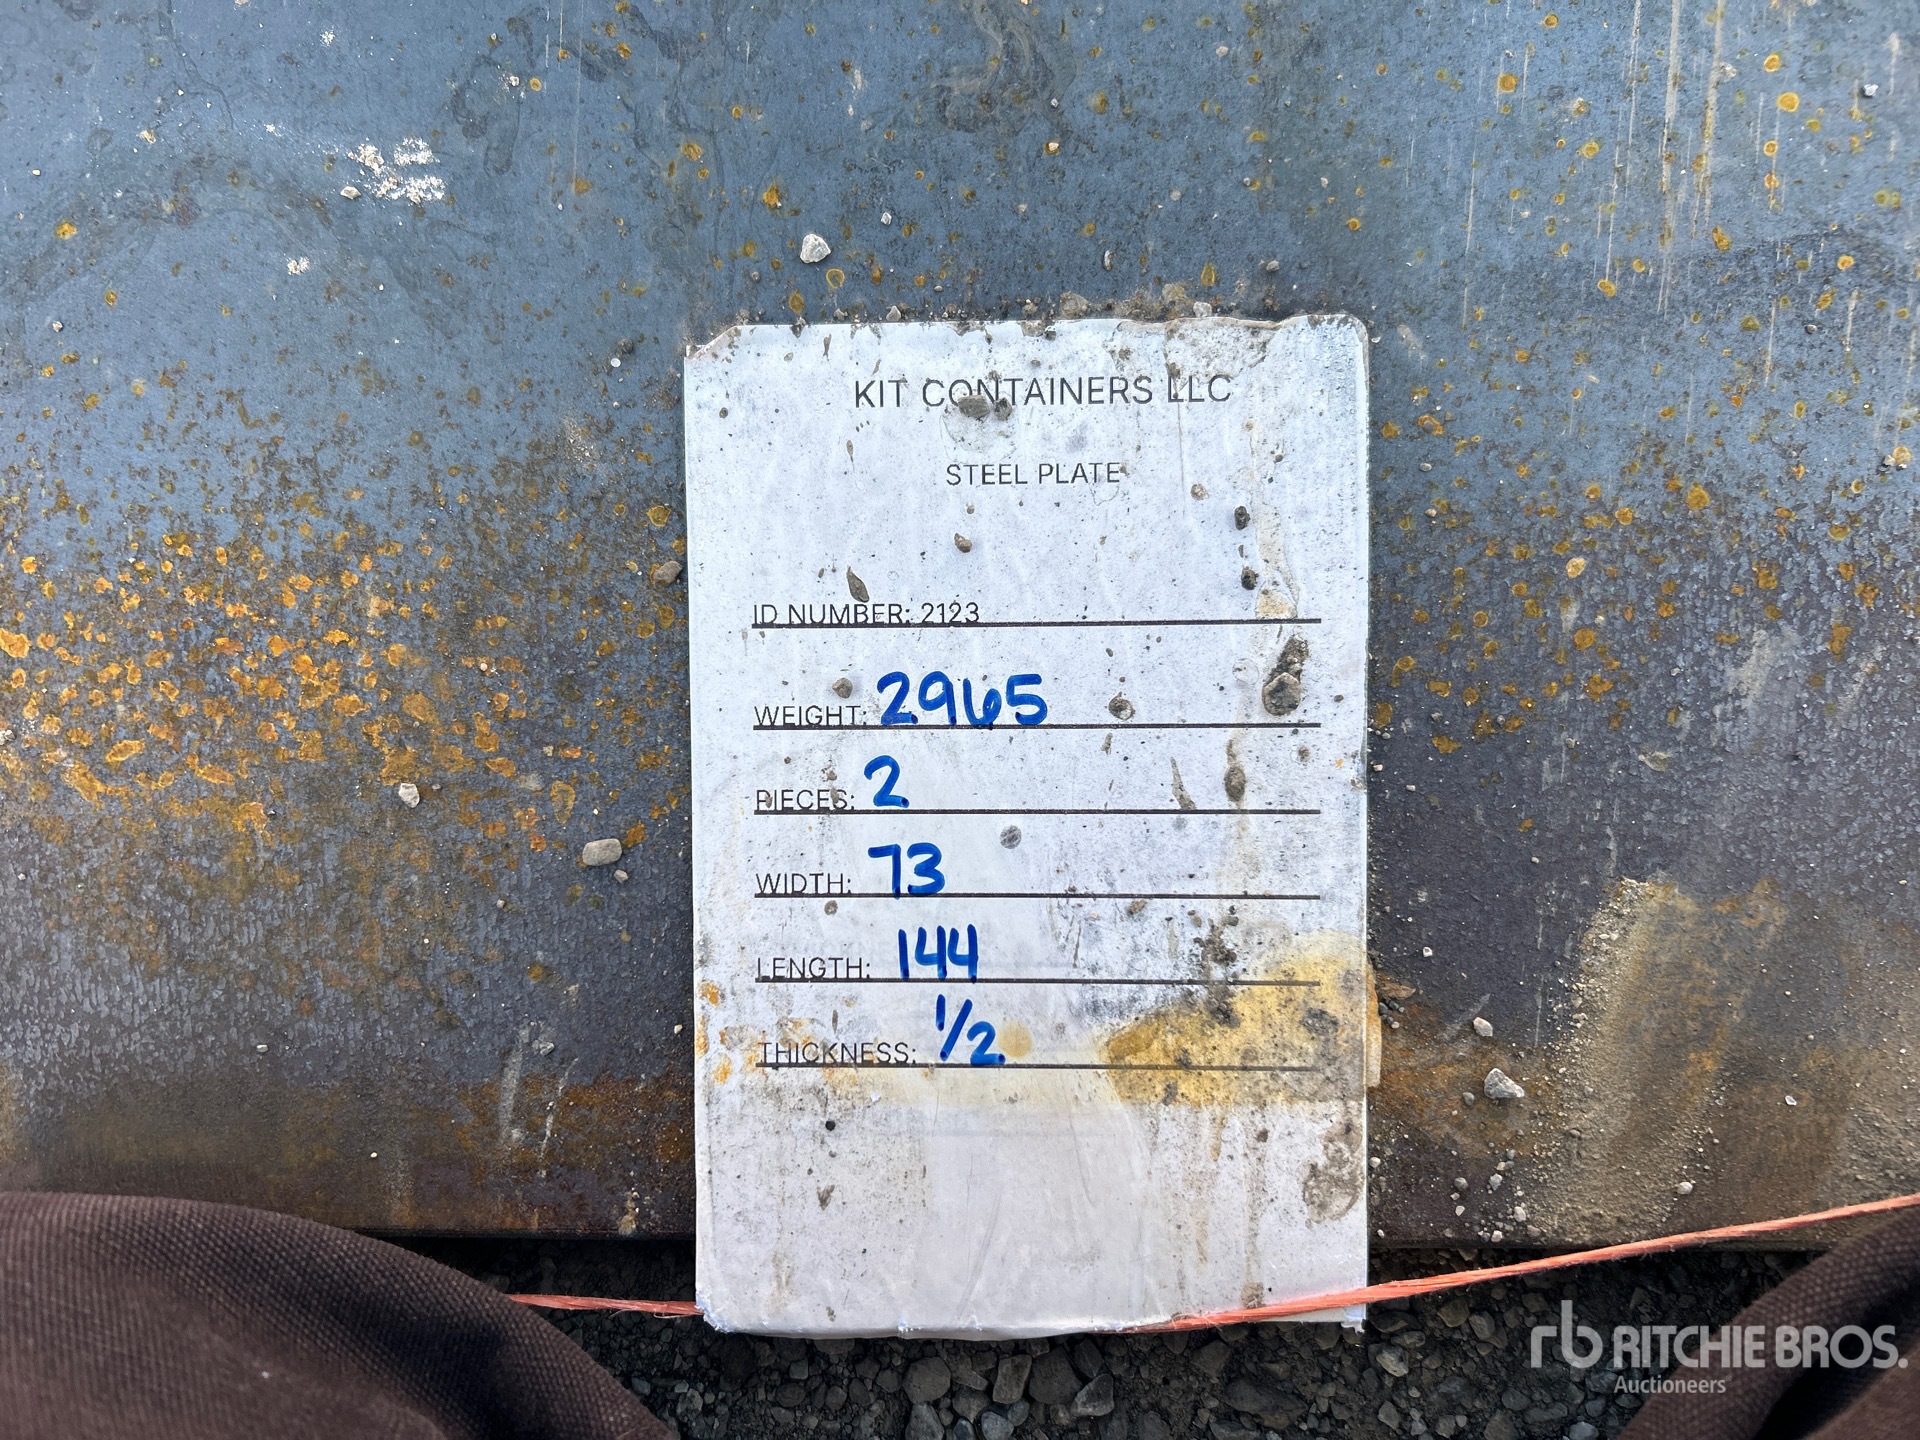 KIT CONTAINERS LLC
STEEL PLATE
ID NUMBER: 2123
WEIGHT: 2965
PIECES: 2
WIDTH: 73
LENGTH: 144
THICKNESS: 1/2
rb RITCHIE BROS.
Auctioneers